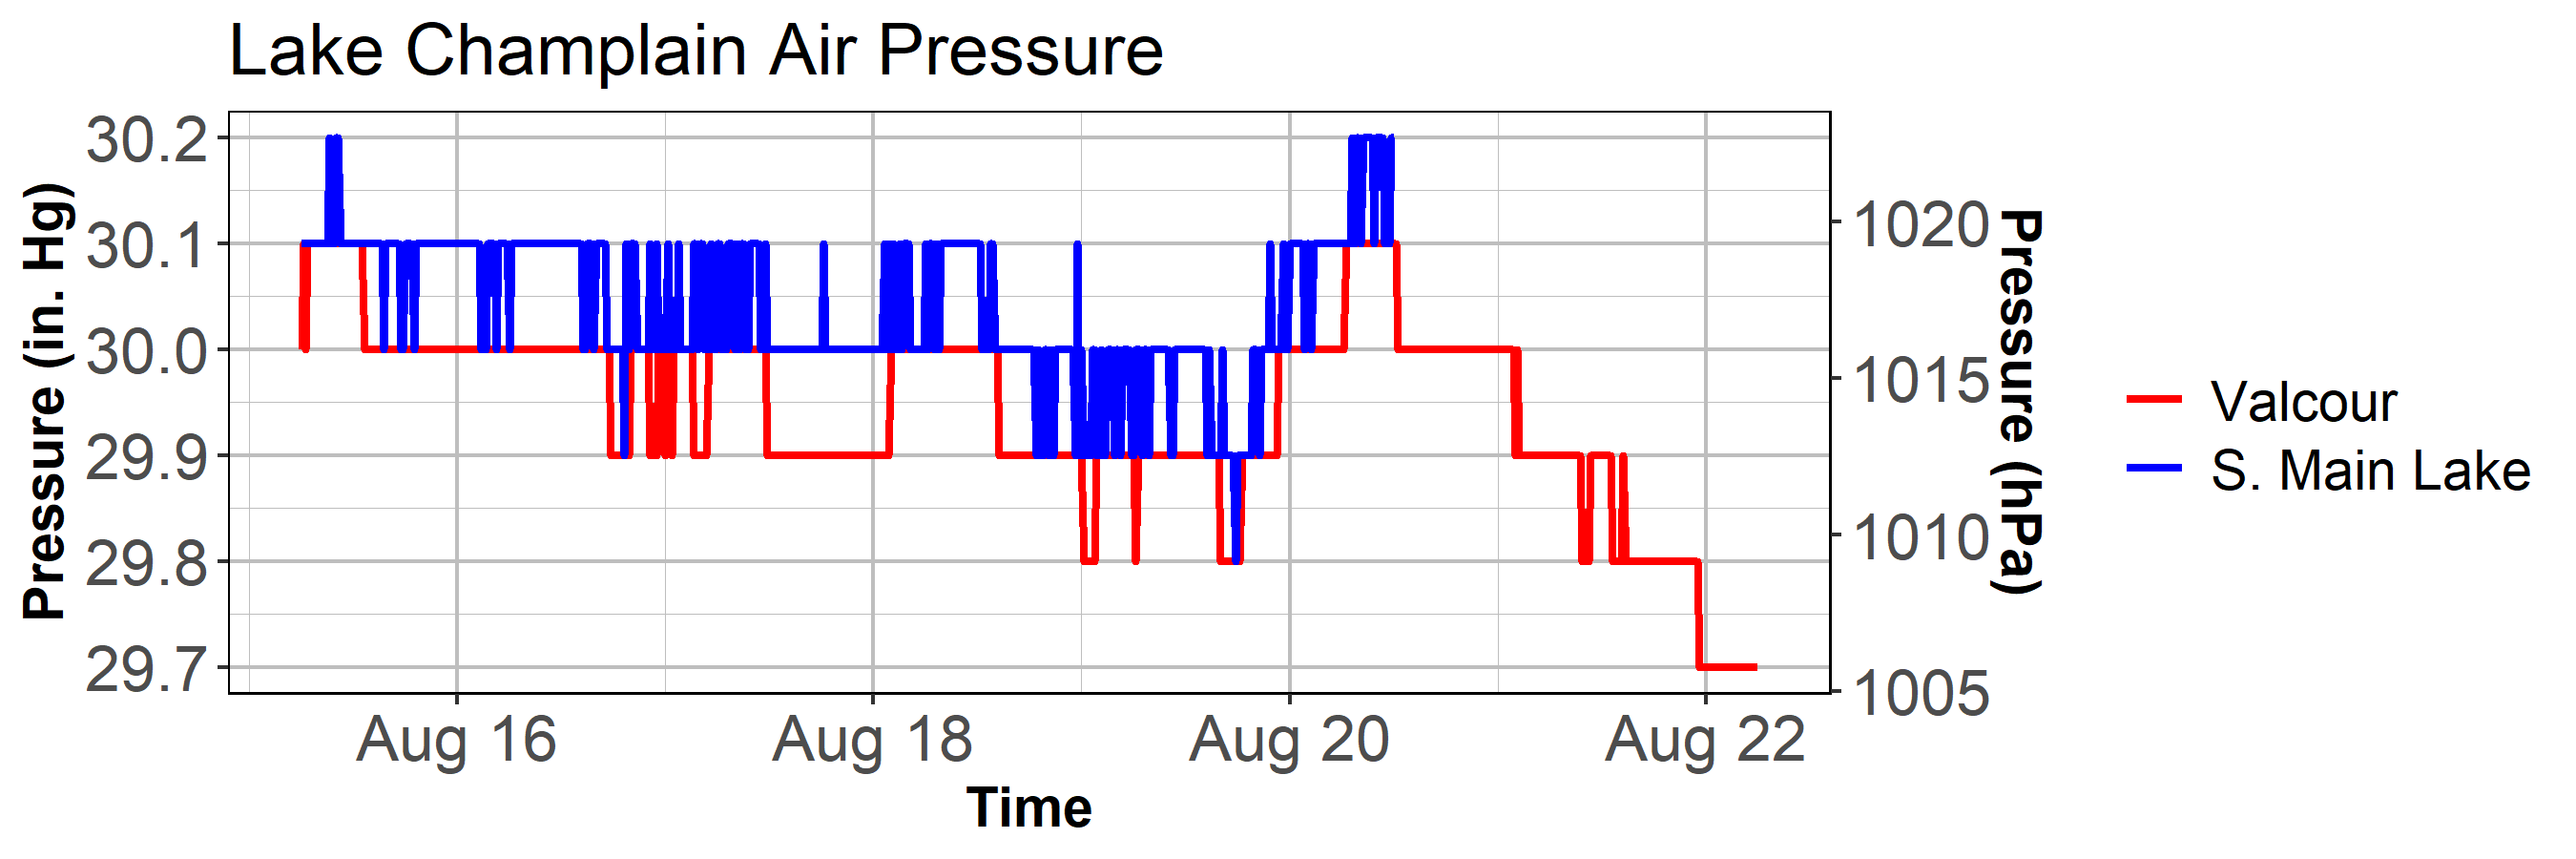 Lake Champlain Air Pressure
30.2
30.1
30.0
29.9
29.8
29.7
Pressure (in. Hg)
1020
1015
1010
1005
Pressure (hPa)
Aug 16
Aug 18
Aug 20
Aug 22
Time
Valcour
S. Main Lake